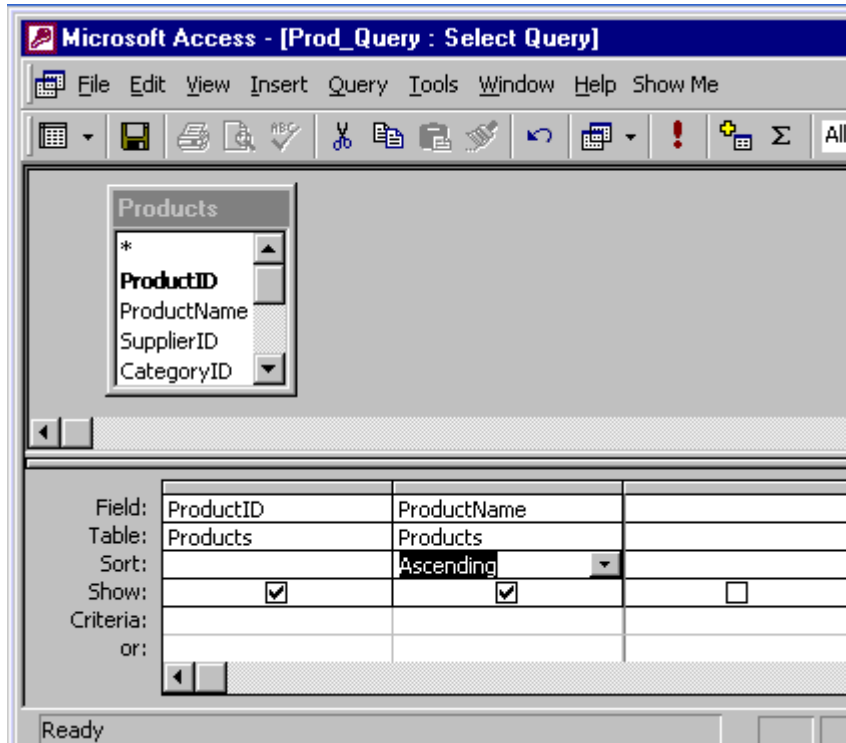 Microsoft Access - [Prod_Query : Select Query]
File Edit View Insert Query Tools Window Help Show Me
ABC Σ All
Products
*
ProductID
ProductName
SupplierID
CategoryID
Field: ProductID ProductName
Table: Products Products
Sort: Ascending
Show:
Criteria:
or:
Ready